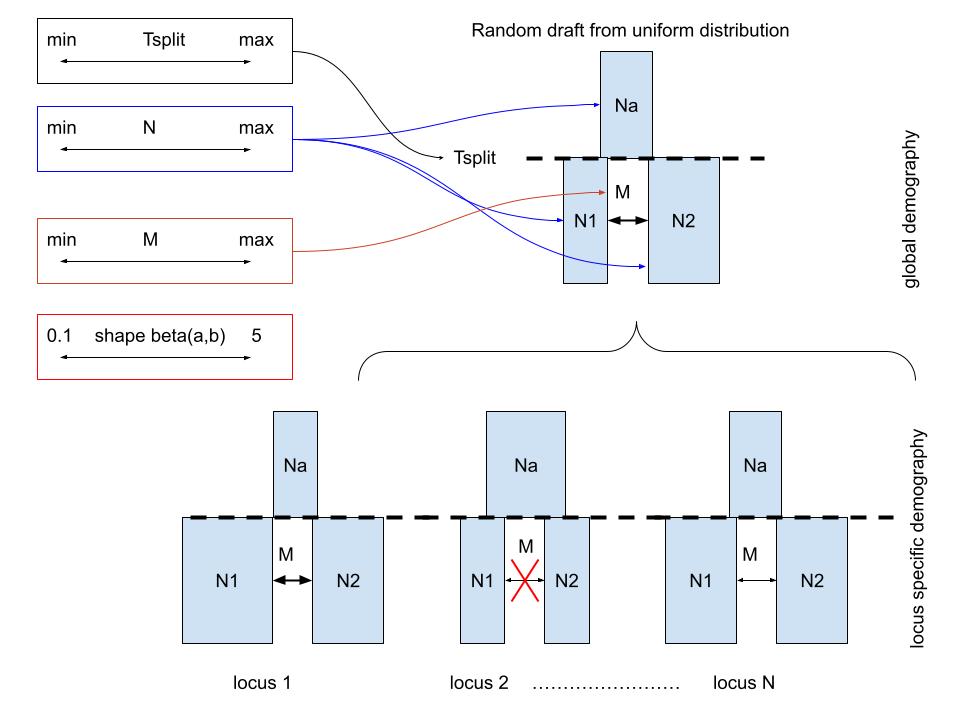 Random draft from uniform distribution
min Tsplit max
min N max
Na
Tsplit
M
N1 N2
min M max
0.1 shape beta(a,b) 5
global demography
Na Na Na
M M M
N1 N2 N1 N2 N1 N2
locus specific demography
locus 1 locus 2 ........................ locus N